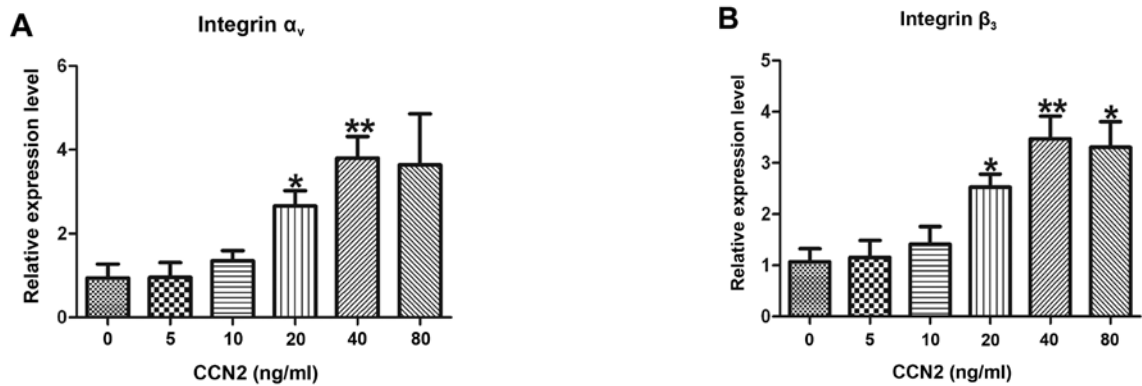 A
Integrin αv
Relative expression level
6
4
2
0
*
**
0 5 10 20 40 80
CCN2 (ng/ml)
B
Integrin β3
Relative expression level
5
4
3
2
1
0
*
**
*
0 5 10 20 40 80
CCN2 (ng/ml)